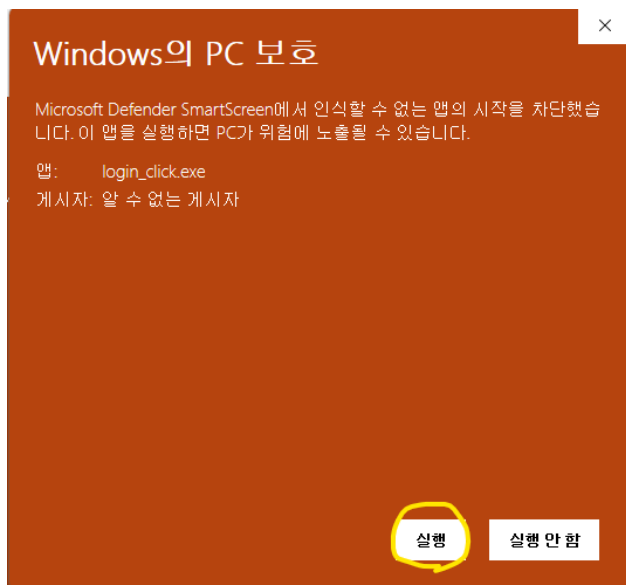 Windows의 PC 보호
Microsoft Defender SmartScreen에서 인식할 수 없는 앱의 시작을 차단했습
니다. 이 앱을 실행하면 PC가 위험에 노출될 수 있습니다.
앱: login_click.exe
게시자: 알 수 없는 게시자
실행 실행 안 함